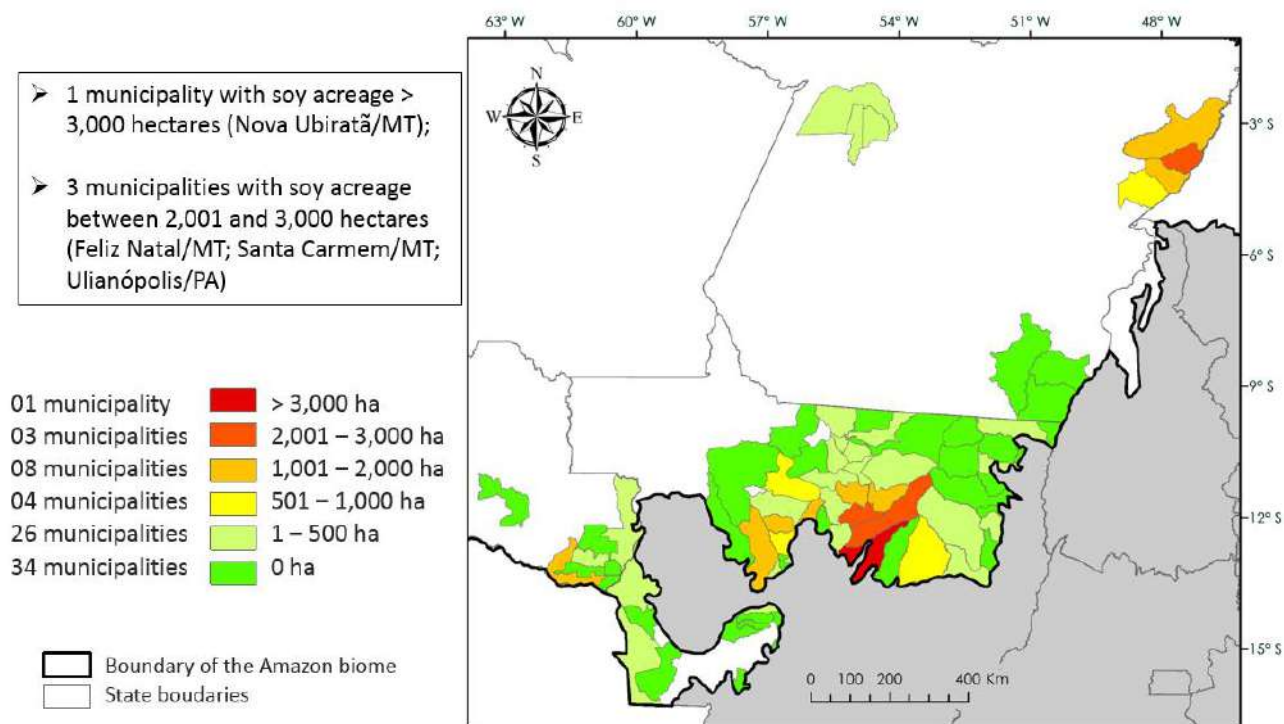 63° W 60° W 57° W 54° W 51° W 48° W
➢ 1 municipality with soy acreage >
3,000 hectares (Nova Ubiratã/MT);
➢ 3 municipalities with soy acreage
between 2,001 and 3,000 hectares
(Feliz Natal/MT; Santa Carmem/MT;
Ulianópolis/PA)
N
W E
S
3° S
6° S
9° S
12° S
15° S
01 municipality > 3,000 ha
03 municipalities 2,001 – 3,000 ha
08 municipalities 1,001 – 2,000 ha
04 municipalities 501 – 1,000 ha
26 municipalities 1 – 500 ha
34 municipalities 0 ha
Boundary of the Amazon biome
State boudaries
0 100 200 400 Km